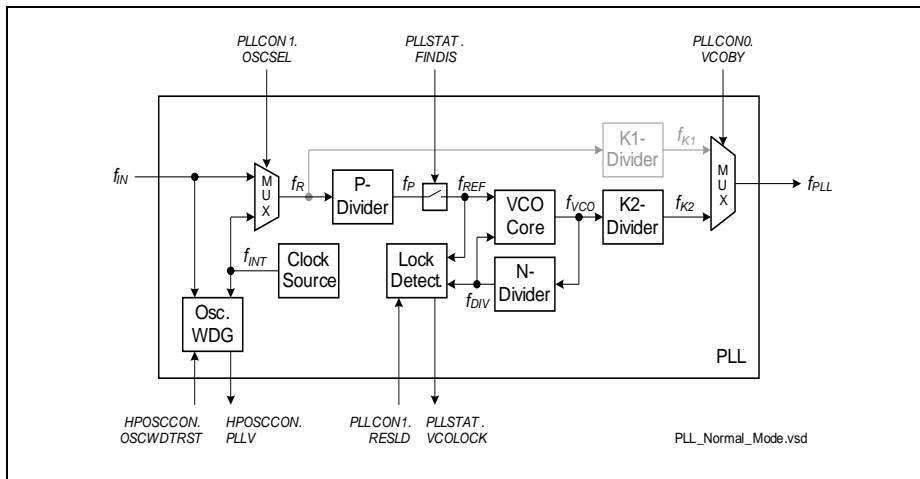 PLLCON1.
OSCSEL
PLLSTAT.
FINDIS
PLLCON0.
VCOBY
fIN
MUX
fR
P-
Divider
fP
fREF
VCO
Core
fVCO
K1-
Divider
fK1
K2-
Divider
fK2
MUX
fPLL
fINT
Clock
Source
Lock
Detect.
fDIV
N-
Divider
Osc.
WDG
PLL
HPOSCCON.
OSCWDTRST
HPOSCCON.
PLLV
PLLCON1.
RESLD
PLLSTAT.
VCOLOCK
PLL_Normal_Mode.vsd